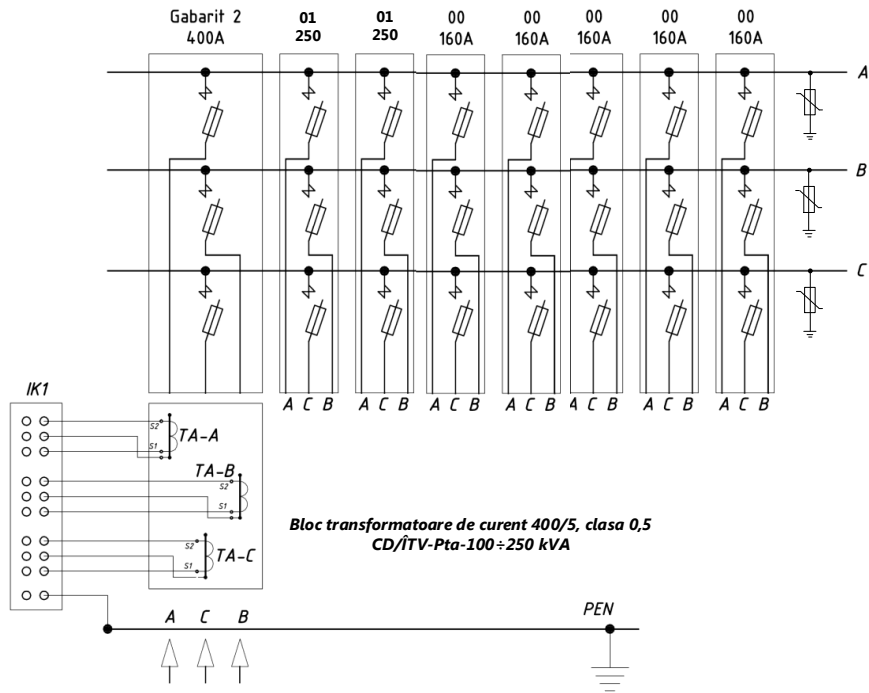 Gabarit 2
400A
01
250
01
250
00
160A
00
160A
00
160A
00
160A
00
160A
A
B
C
A C B
A C B
A C B
A C B
A C B
A C B
A C B
IK1
S2
S1
TA-A
TA-B
S2
S1
S2
S1
TA-C
Bloc transformatoare de curent 400/5, clasa 0,5
CD/ÎTV-Pta-100÷250 kVA
A C B
PEN